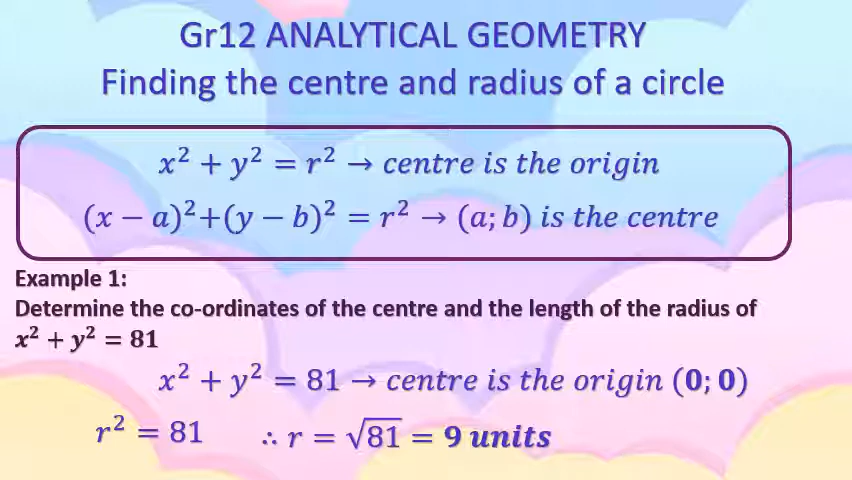 Gr12 ANALYTICAL GEOMETRY
Finding the centre and radius of a circle
x² + y² = r² → centre is the origin
(x − a)²+(y − b)² = r² → (a; b) is the centre
Example 1:
Determine the co-ordinates of the centre and the length of the radius of
x² + y² = 81
x² + y² = 81 → centre is the origin (0; 0)
r² = 81 ∴ r = √81 = 9 units